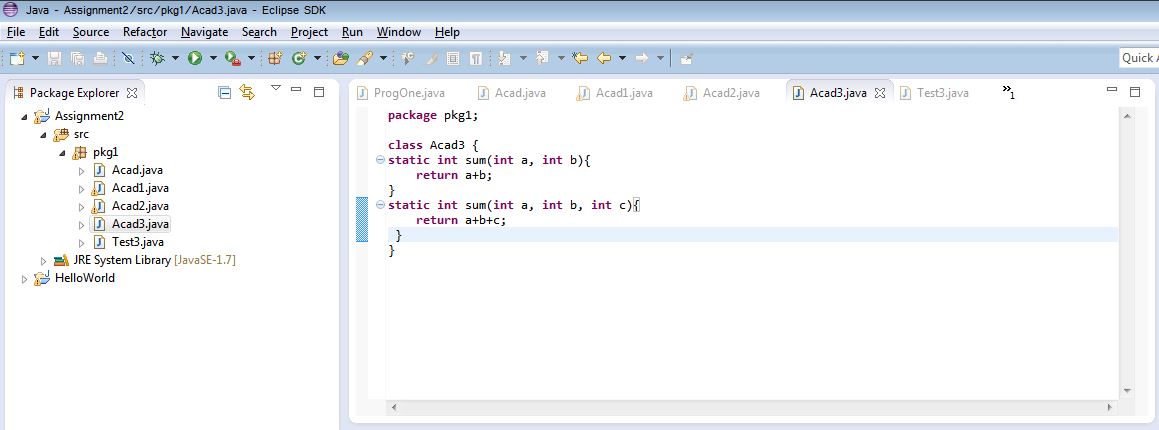 Java - Assignment2/src/pkg1/Acad3.java - Eclipse SDK
File Edit Source Refactor Navigate Search Project Run Window Help
Quick A
Package Explorer
ProgOne.java Acad.java Acad1.java Acad2.java Acad3.java Test3.java »1
Assignment2
src
pkg1
Acad.java
Acad1.java
Acad2.java
Acad3.java
Test3.java
JRE System Library [JavaSE-1.7]
HelloWorld
package pkg1;
class Acad3 {
static int sum(int a, int b){
return a+b;
}
static int sum(int a, int b, int c){
return a+b+c;
}
}